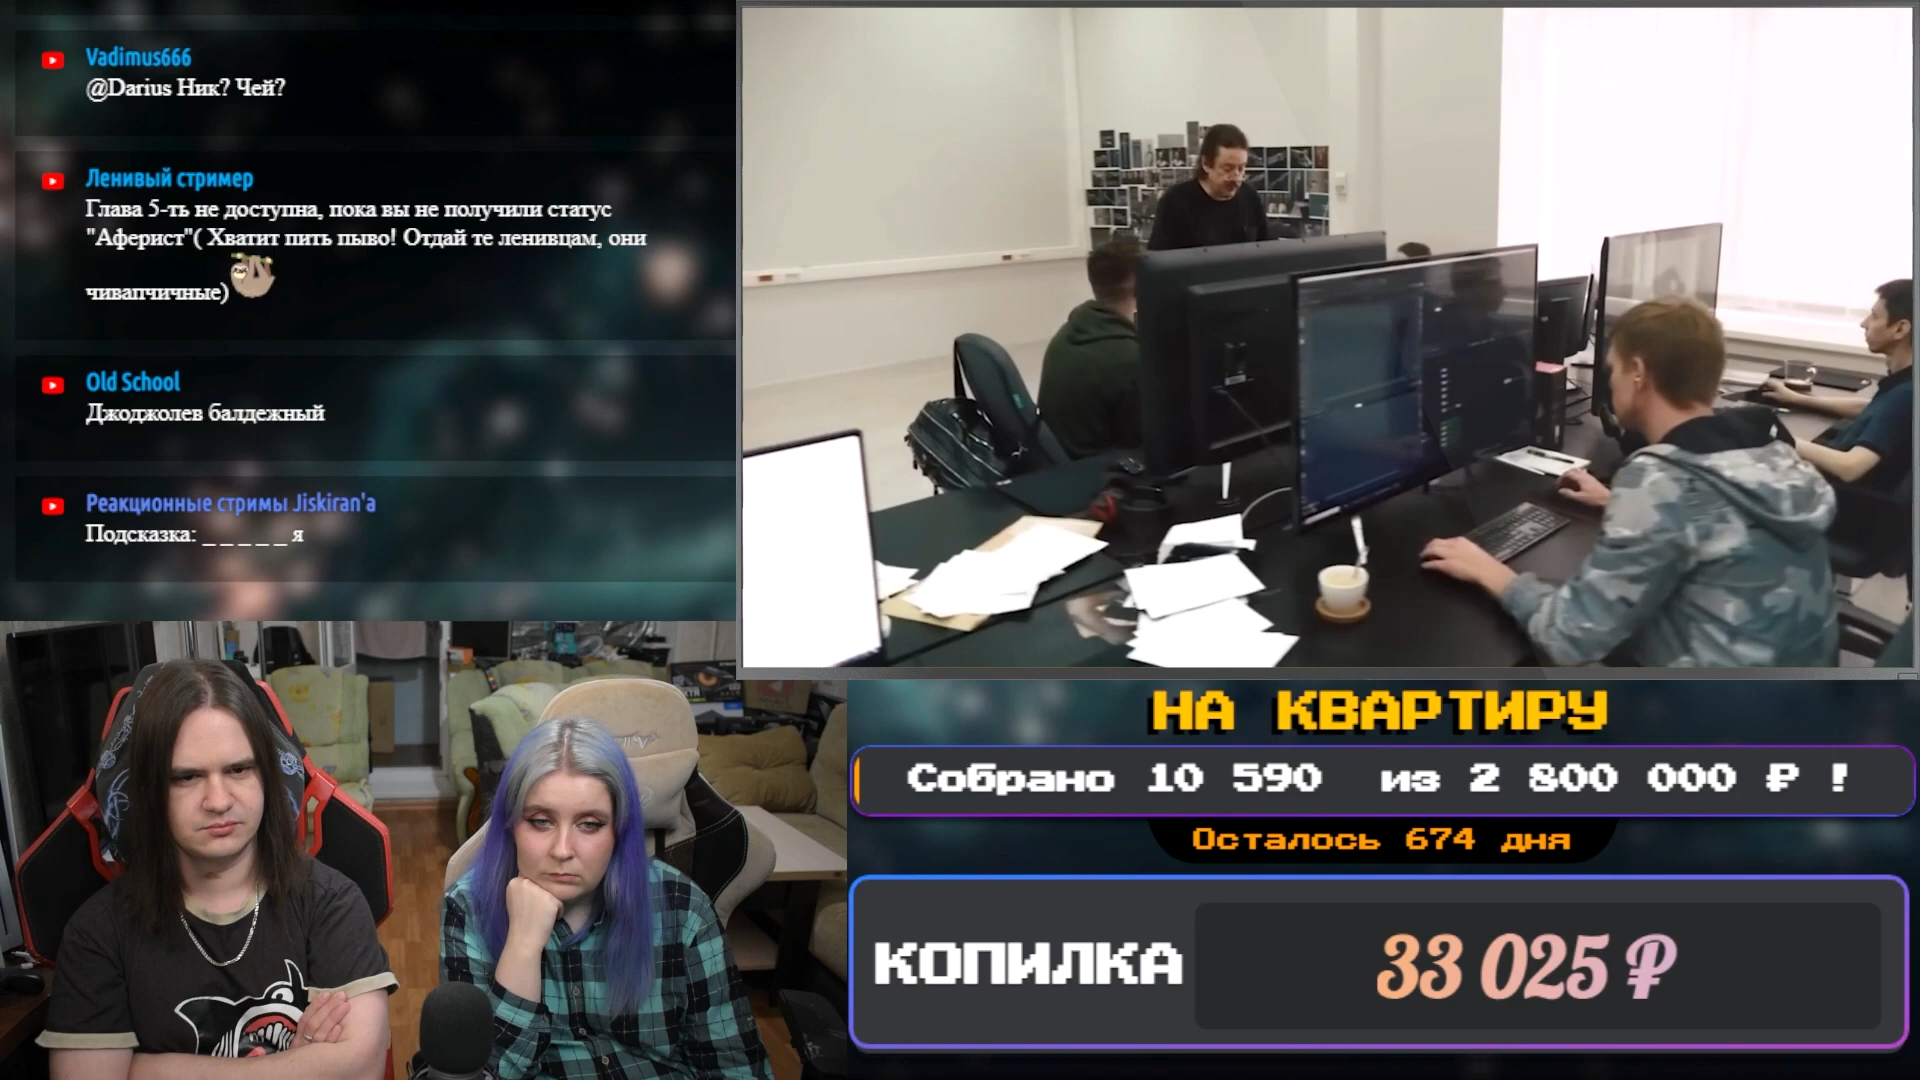 Vadimus666
@Darius Ник? Чей?
Ленивый стример
Глава 5-ть не доступна, пока вы не получили статус
"Аферист"( Хватит пить пыво! Отдай те ленивцам, они
чивапчичные)
Old School
Джоджолев балдежный
Реакционные стримы Jiskiran'a
Подсказка: _ _ _ _ _ я
НА КВАРТИРУ
Собрано 10 590 из 2 800 000 ₽ !
Осталось 674 дня
КОПИЛКА
33 025 ₽